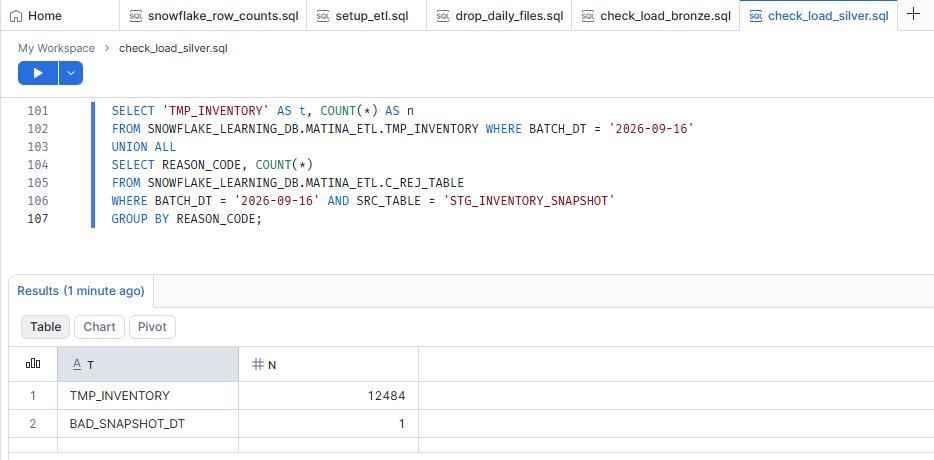 Home
snowflake_row_counts.sql
setup_etl.sql
drop_daily_files.sql
check_load_bronze.sql
check_load_silver.sql
My Workspace > check_load_silver.sql
101 SELECT 'TMP_INVENTORY' AS t, COUNT(*) AS n
102 FROM SNOWFLAKE_LEARNING_DB.MATINA_ETL.TMP_INVENTORY WHERE BATCH_DT = '2026-09-16'
103 UNION ALL
104 SELECT REASON_CODE, COUNT(*)
105 FROM SNOWFLAKE_LEARNING_DB.MATINA_ETL.C_REJ_TABLE
106 WHERE BATCH_DT = '2026-09-16' AND SRC_TABLE = 'STG_INVENTORY_SNAPSHOT'
107 GROUP BY REASON_CODE;
Results (1 minute ago)
Table Chart Pivot
A T # N
1 TMP_INVENTORY 12484
2 BAD_SNAPSHOT_DT 1